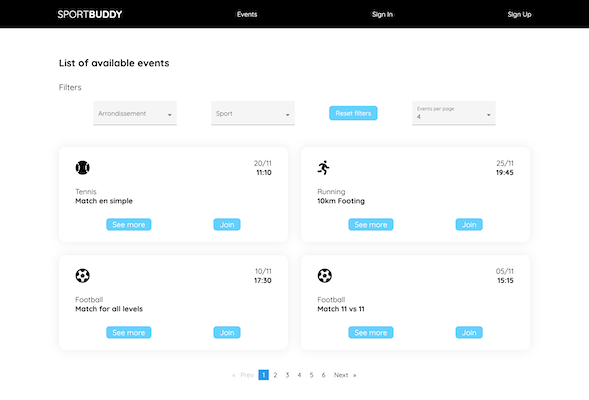 SPORTBUDDY Events Sign In Sign Up
List of available events
Filters
Arrondissement Sport Reset filters Events per page
4
20/11
11:10
Tennis
Match en simple
See more Join
25/11
19:45
Running
10km Footing
See more Join
10/11
17:30
Football
Match for all levels
See more Join
05/11
15:15
Football
Match 11 vs 11
See more Join
« Prev 1 2 3 4 5 6 Next »